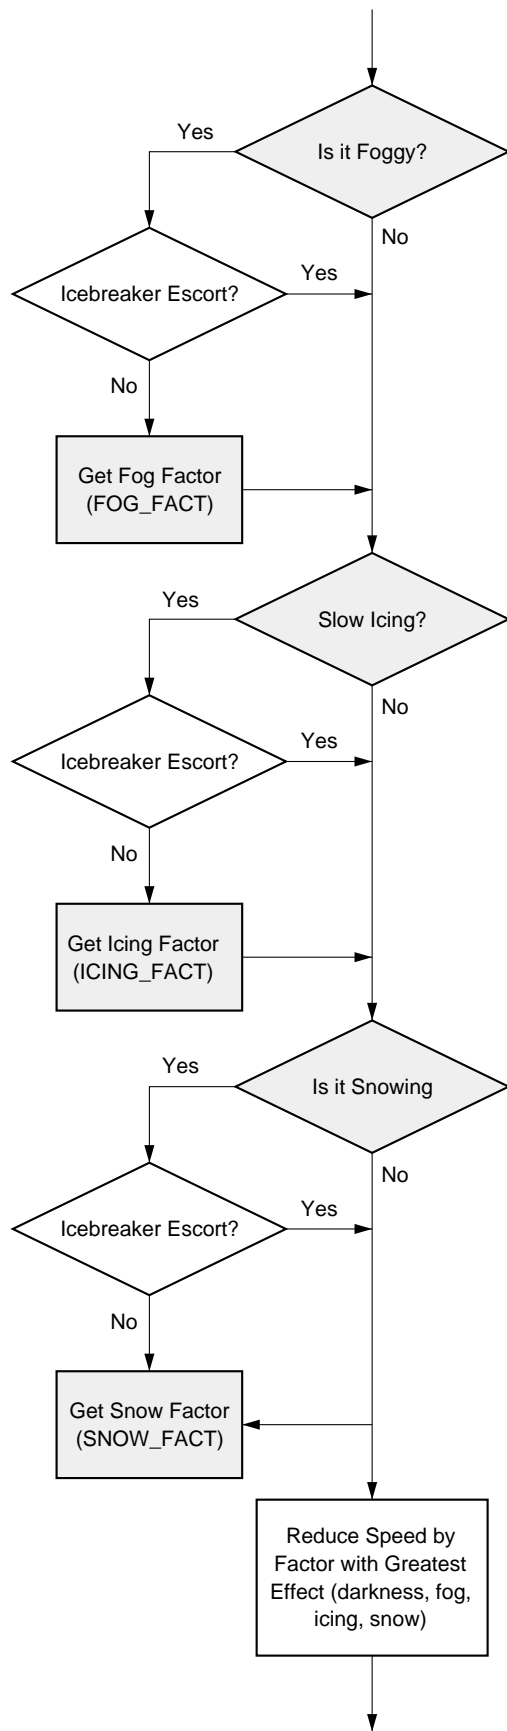 Is it Foggy?
Yes
No
Icebreaker Escort?
Yes
No
Get Fog Factor
(FOG_FACT)
Slow Icing?
Yes
No
Icebreaker Escort?
Yes
No
Get Icing Factor
(ICING_FACT)
Is it Snowing
Yes
No
Icebreaker Escort?
Yes
No
Get Snow Factor
(SNOW_FACT)
Reduce Speed by
Factor with Greatest
Effect (darkness, fog,
icing, snow)